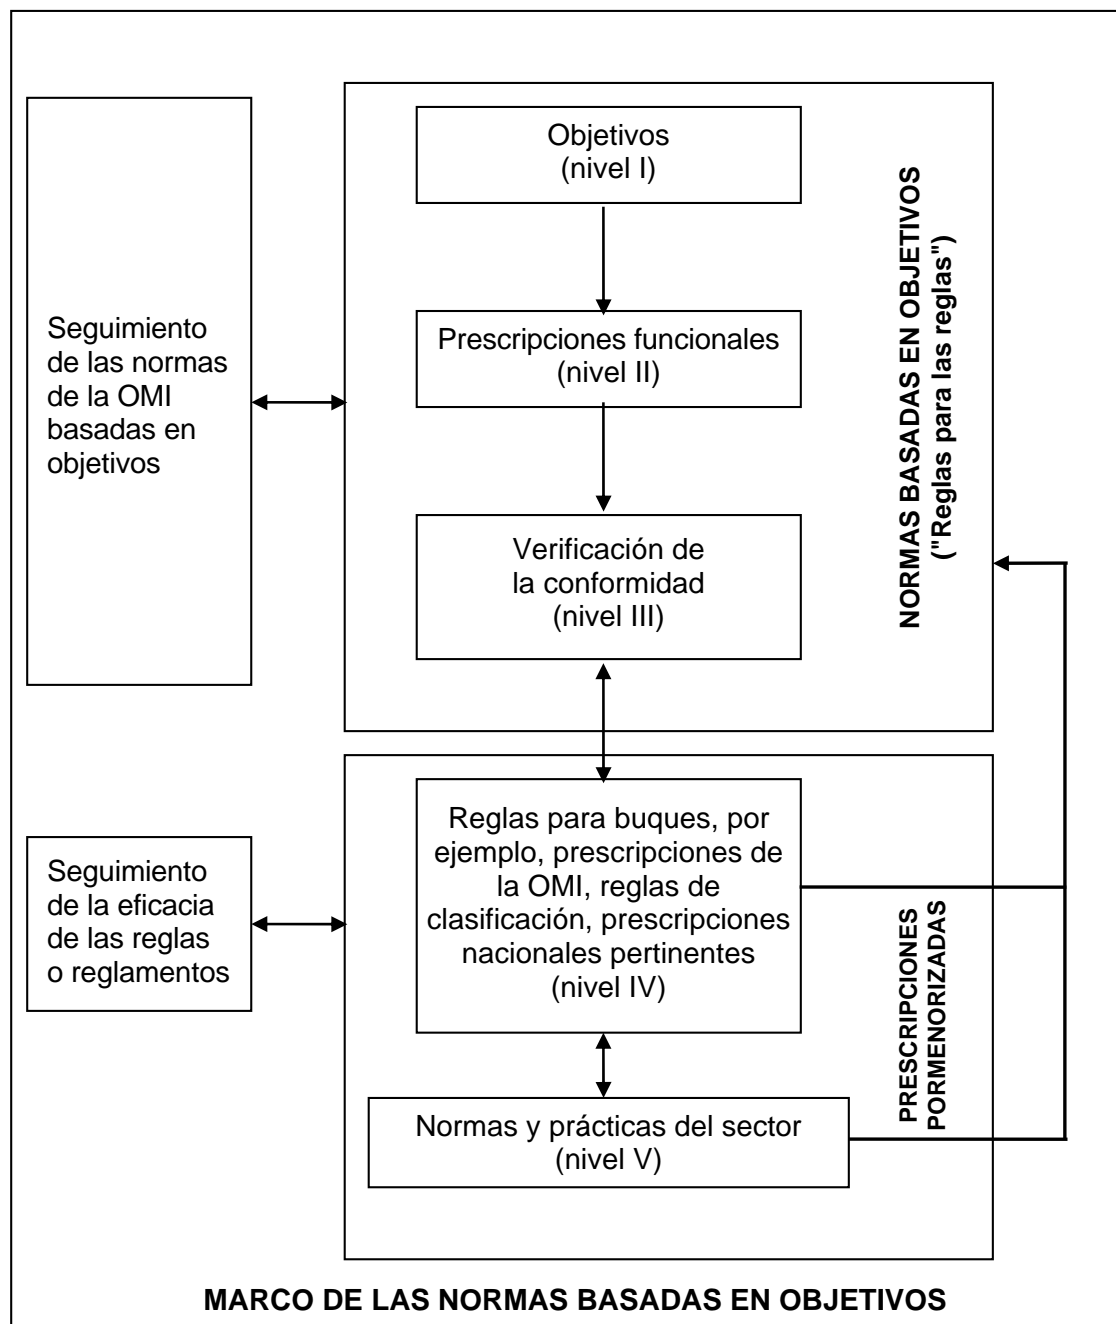 Objetivos
(nivel I)
Prescripciones funcionales
(nivel II)
Verificación de
la conformidad
(nivel III)
NORMAS BASADAS EN OBJETIVOS
("Reglas para las reglas")
Seguimiento
de las normas
de la OMI
basadas en
objetivos
Reglas para buques, por
ejemplo, prescripciones de
la OMI, reglas de
clasificación, prescripciones
nacionales pertinentes
(nivel IV)
Seguimiento
de la eficacia
de las reglas
o reglamentos
PRESCRIPCIONES
PORMENORIZADAS
Normas y prácticas del sector
(nivel V)
MARCO DE LAS NORMAS BASADAS EN OBJETIVOS